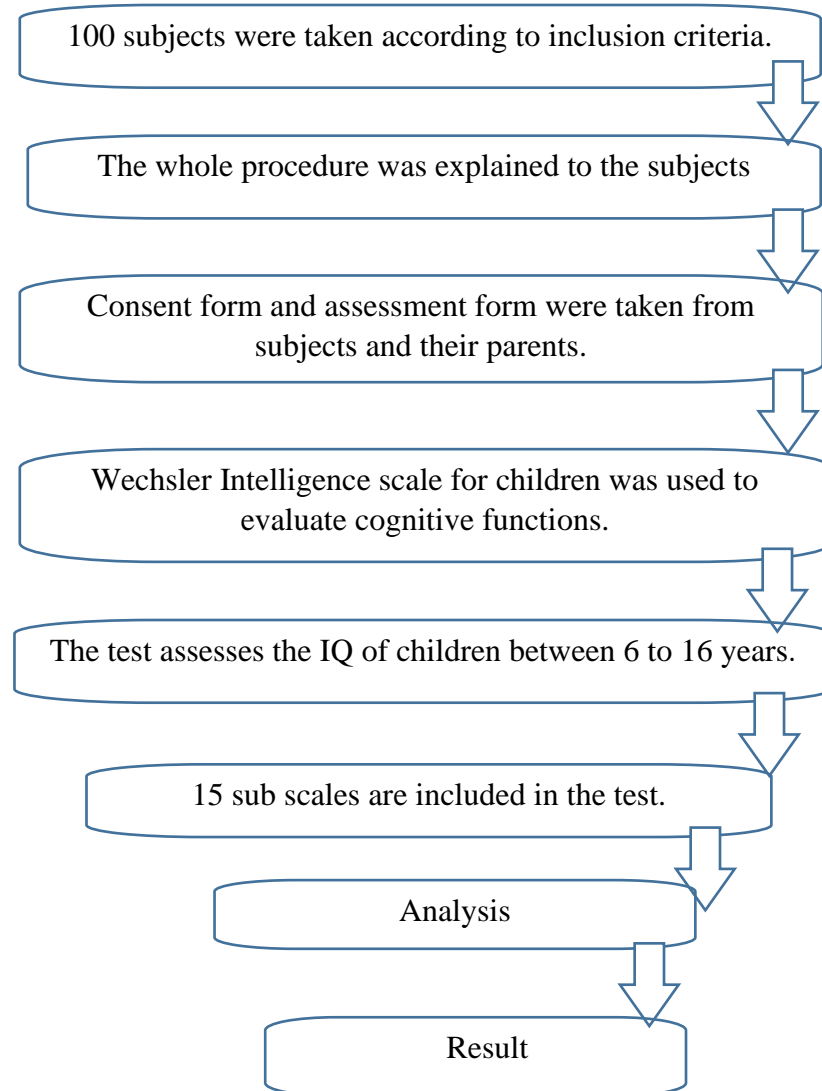 100 subjects were taken according to inclusion criteria.
The whole procedure was explained to the subjects
Consent form and assessment form were taken from
subjects and their parents.
Wechsler Intelligence scale for children was used to
evaluate cognitive functions.
The test assesses the IQ of children between 6 to 16 years.
15 sub scales are included in the test.
Analysis
Result